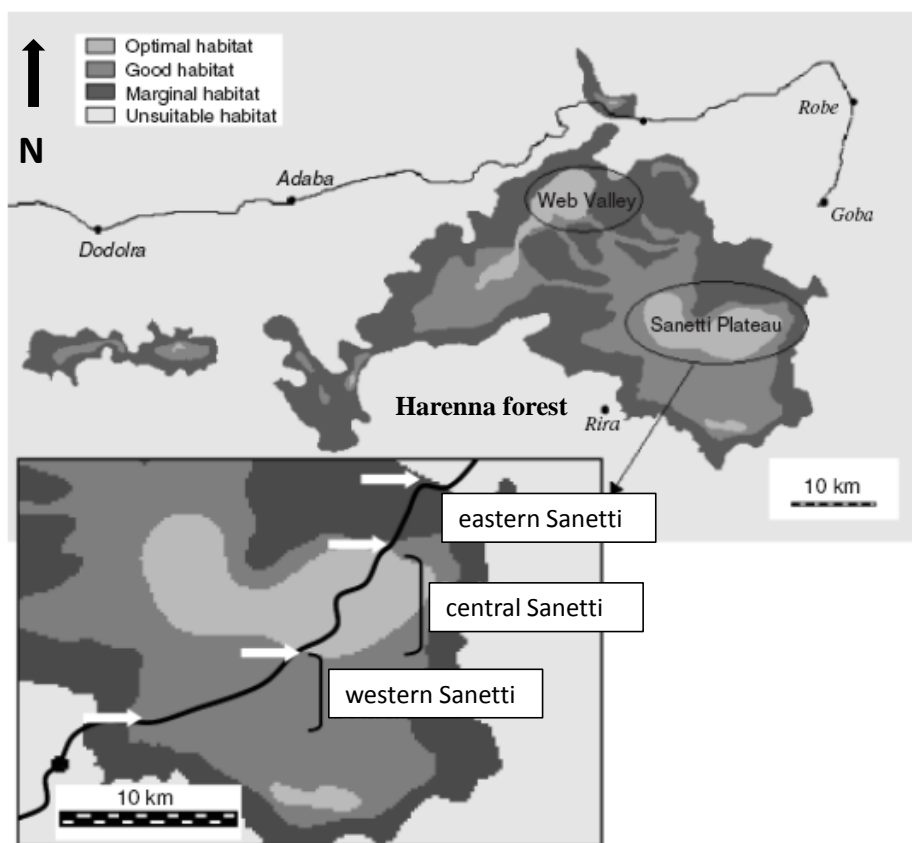 Optimal habitat
Good habitat
Marginal habitat
Unsuitable habitat
N
Robe
Adaba
Web Valley
Goba
Dodolra
Sanetti Plateau
Harenna forest
Rira
10 km
eastern Sanetti
central Sanetti
western Sanetti
10 km